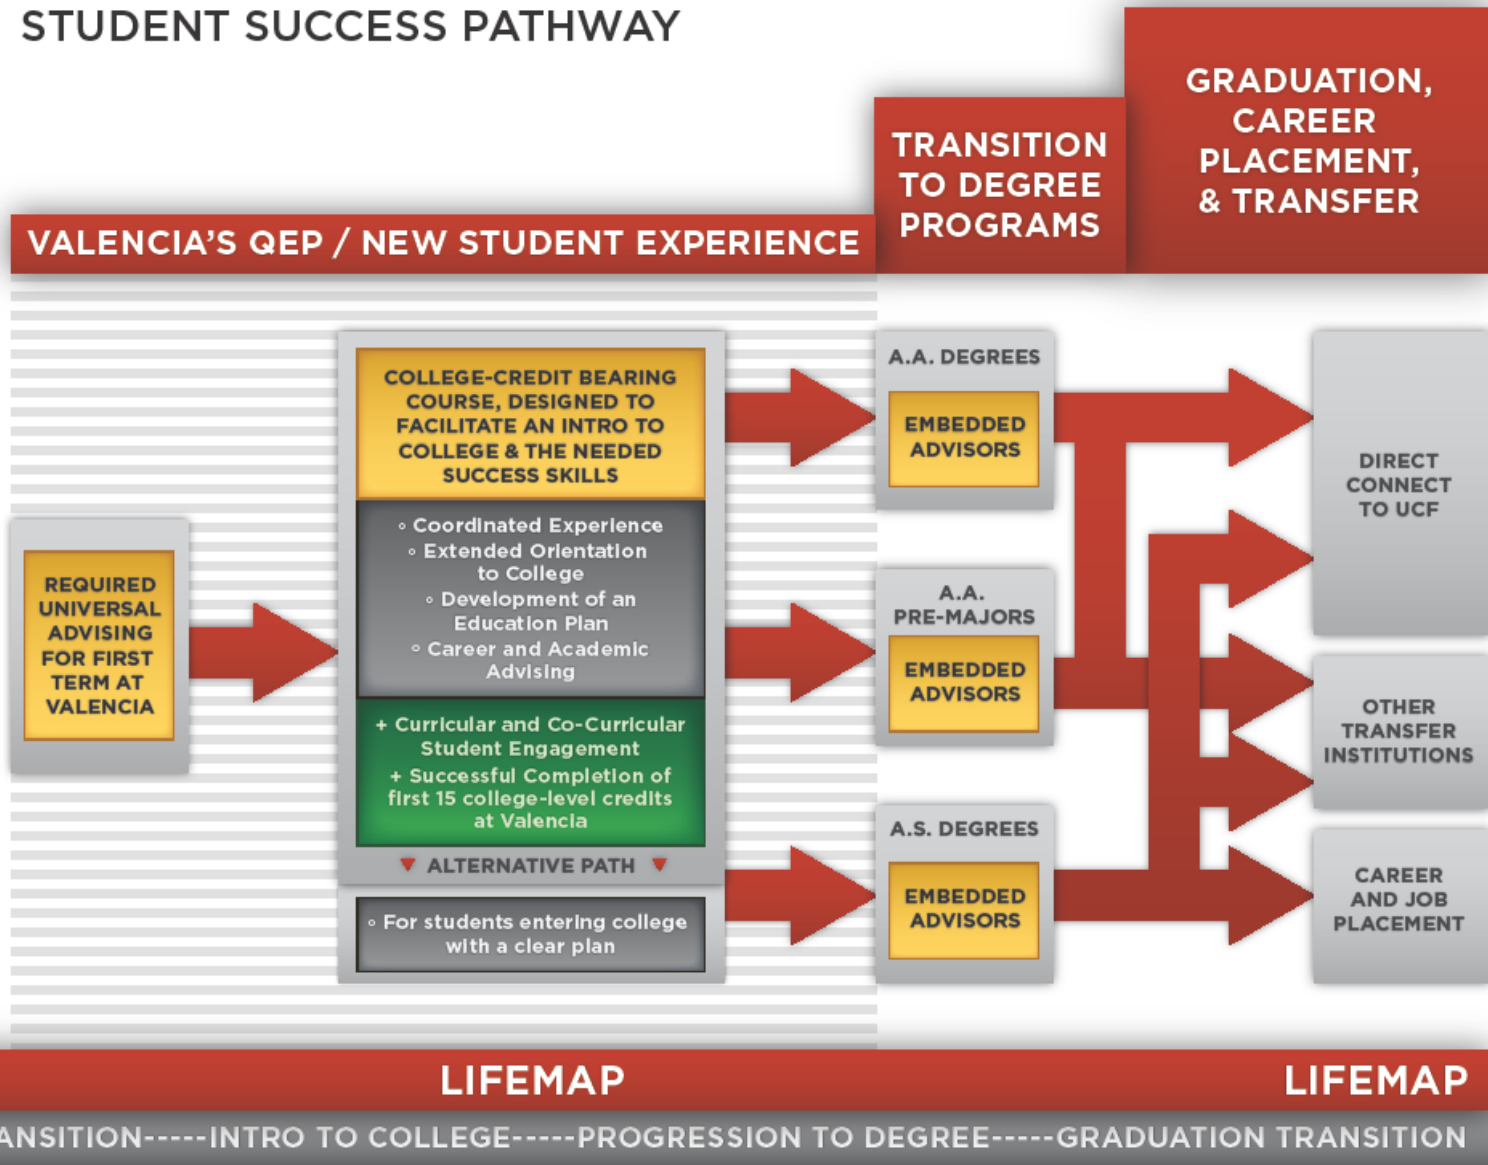 STUDENT SUCCESS PATHWAY
GRADUATION,
CAREER
PLACEMENT,
& TRANSFER
TRANSITION
TO DEGREE
PROGRAMS
VALENCIA'S QEP / NEW STUDENT EXPERIENCE
REQUIRED
UNIVERSAL
ADVISING
FOR FIRST
TERM AT
VALENCIA
COLLEGE-CREDIT BEARING
COURSE, DESIGNED TO
FACILITATE AN INTRO TO
COLLEGE & THE NEEDED
SUCCESS SKILLS
◦ Coordinated Experience
◦ Extended Orientation
to College
◦ Development of an
Education Plan
◦ Career and Academic
Advising
+ Curricular and Co-Curricular
Student Engagement
+ Successful Completion of
first 15 college-level credits
at Valencia
▼ ALTERNATIVE PATH ▼
◦ For students entering college
with a clear plan
A.A. DEGREES
EMBEDDED
ADVISORS
A.A.
PRE-MAJORS
EMBEDDED
ADVISORS
A.S. DEGREES
EMBEDDED
ADVISORS
DIRECT
CONNECT
TO UCF
OTHER
TRANSFER
INSTITUTIONS
CAREER
AND JOB
PLACEMENT
LIFEMAP
LIFEMAP
ANSITION-----INTRO TO COLLEGE-----PROGRESSION TO DEGREE-----GRADUATION TRANSITION